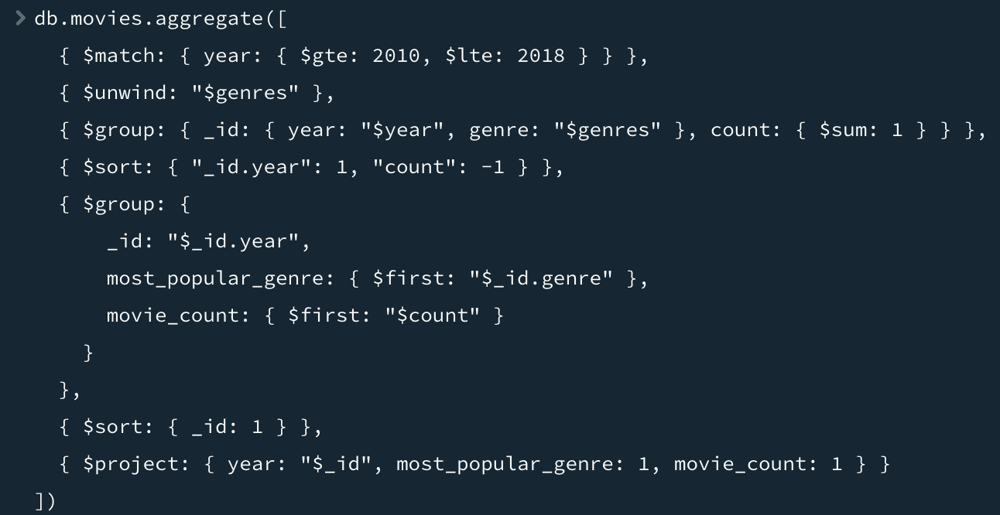 > db.movies.aggregate([
{ $match: { year: { $gte: 2010, $lte: 2018 } } },
{ $unwind: "$genres" },
{ $group: { _id: { year: "$year", genre: "$genres" }, count: { $sum: 1 } } },
{ $sort: { "_id.year": 1, "count": -1 } },
{ $group: {
_id: "$_id.year",
most_popular_genre: { $first: "$_id.genre" },
movie_count: { $first: "$count" }
}
},
{ $sort: { _id: 1 } },
{ $project: { year: "$_id", most_popular_genre: 1, movie_count: 1 } }
])